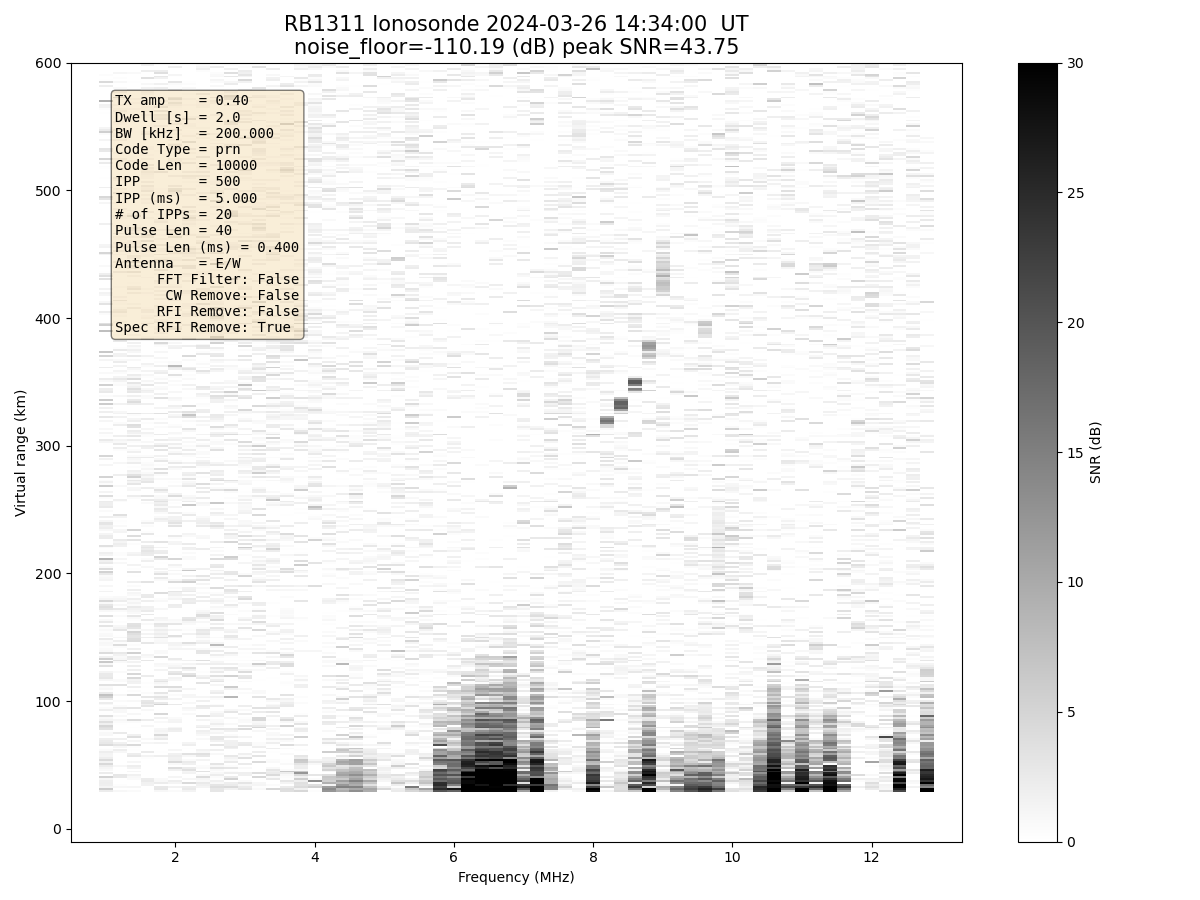 RB1311 Ionosonde 2024-03-26 14:34:00  UT
noise_floor=-110.19 (dB) peak SNR=43.75
TX amp    = 0.40
Dwell [s] = 2.0
BW [kHz]  = 200.000
Code Type = prn
Code Len  = 10000
IPP       = 500
IPP (ms)  = 5.000
# of IPPs = 20
Pulse Len = 40
Pulse Len (ms) = 0.400
Antenna   = E/W
FFT Filter: False
CW Remove: False
RFI Remove: False
Spec RFI Remove: True
Virtual range (km)
600
500
400
300
200
100
0
2
4
6
8
10
12
Frequency (MHz)
30
25
20
15
10
5
0
SNR (dB)